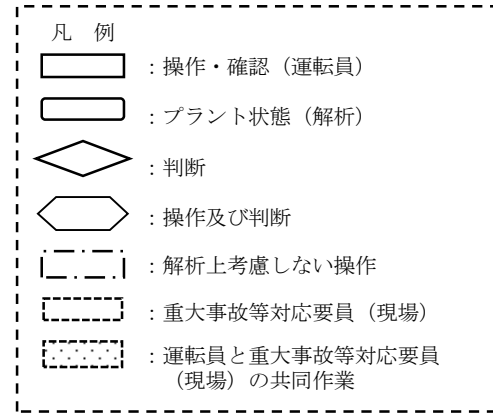 凡 例
：操作・確認（運転員）
：プラント状態（解析）
：判断
：操作及び判断
：解析上考慮しない操作
：重大事故等対応要員（現場）
：運転員と重大事故等対応要員
（現場）の共同作業